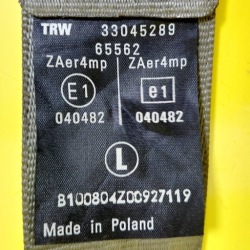 TRW 33045289
65562
ZAer4mp ZAer4mp
E1 e1
040482 040482
L
B100804Z00927119
Made in Poland